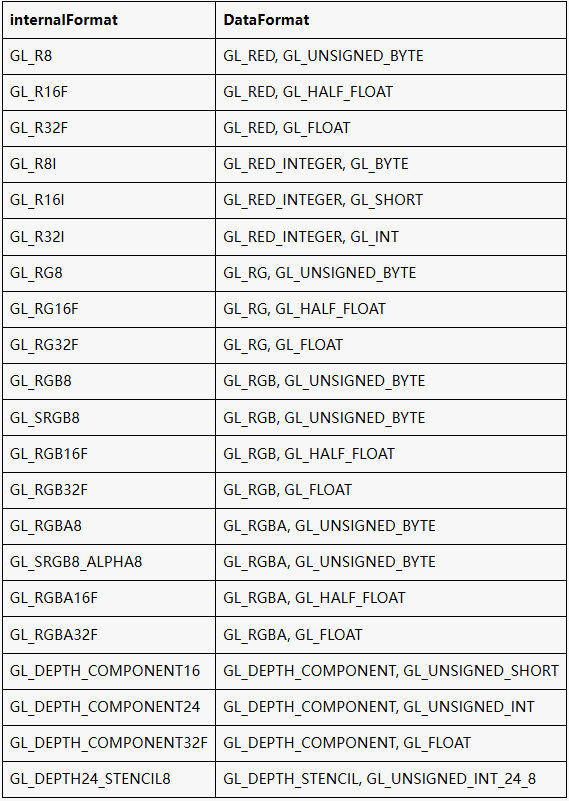 internalFormat DataFormat
GL_R8 GL_RED, GL_UNSIGNED_BYTE
GL_R16F GL_RED, GL_HALF_FLOAT
GL_R32F GL_RED, GL_FLOAT
GL_R8I GL_RED_INTEGER, GL_BYTE
GL_R16I GL_RED_INTEGER, GL_SHORT
GL_R32I GL_RED_INTEGER, GL_INT
GL_RG8 GL_RG, GL_UNSIGNED_BYTE
GL_RG16F GL_RG, GL_HALF_FLOAT
GL_RG32F GL_RG, GL_FLOAT
GL_RGB8 GL_RGB, GL_UNSIGNED_BYTE
GL_SRGB8 GL_RGB, GL_UNSIGNED_BYTE
GL_RGB16F GL_RGB, GL_HALF_FLOAT
GL_RGB32F GL_RGB, GL_FLOAT
GL_RGBA8 GL_RGBA, GL_UNSIGNED_BYTE
GL_SRGB8_ALPHA8 GL_RGBA, GL_UNSIGNED_BYTE
GL_RGBA16F GL_RGBA, GL_HALF_FLOAT
GL_RGBA32F GL_RGBA, GL_FLOAT
GL_DEPTH_COMPONENT16 GL_DEPTH_COMPONENT, GL_UNSIGNED_SHORT
GL_DEPTH_COMPONENT24 GL_DEPTH_COMPONENT, GL_UNSIGNED_INT
GL_DEPTH_COMPONENT32F GL_DEPTH_COMPONENT, GL_FLOAT
GL_DEPTH24_STENCIL8 GL_DEPTH_STENCIL, GL_UNSIGNED_INT_24_8